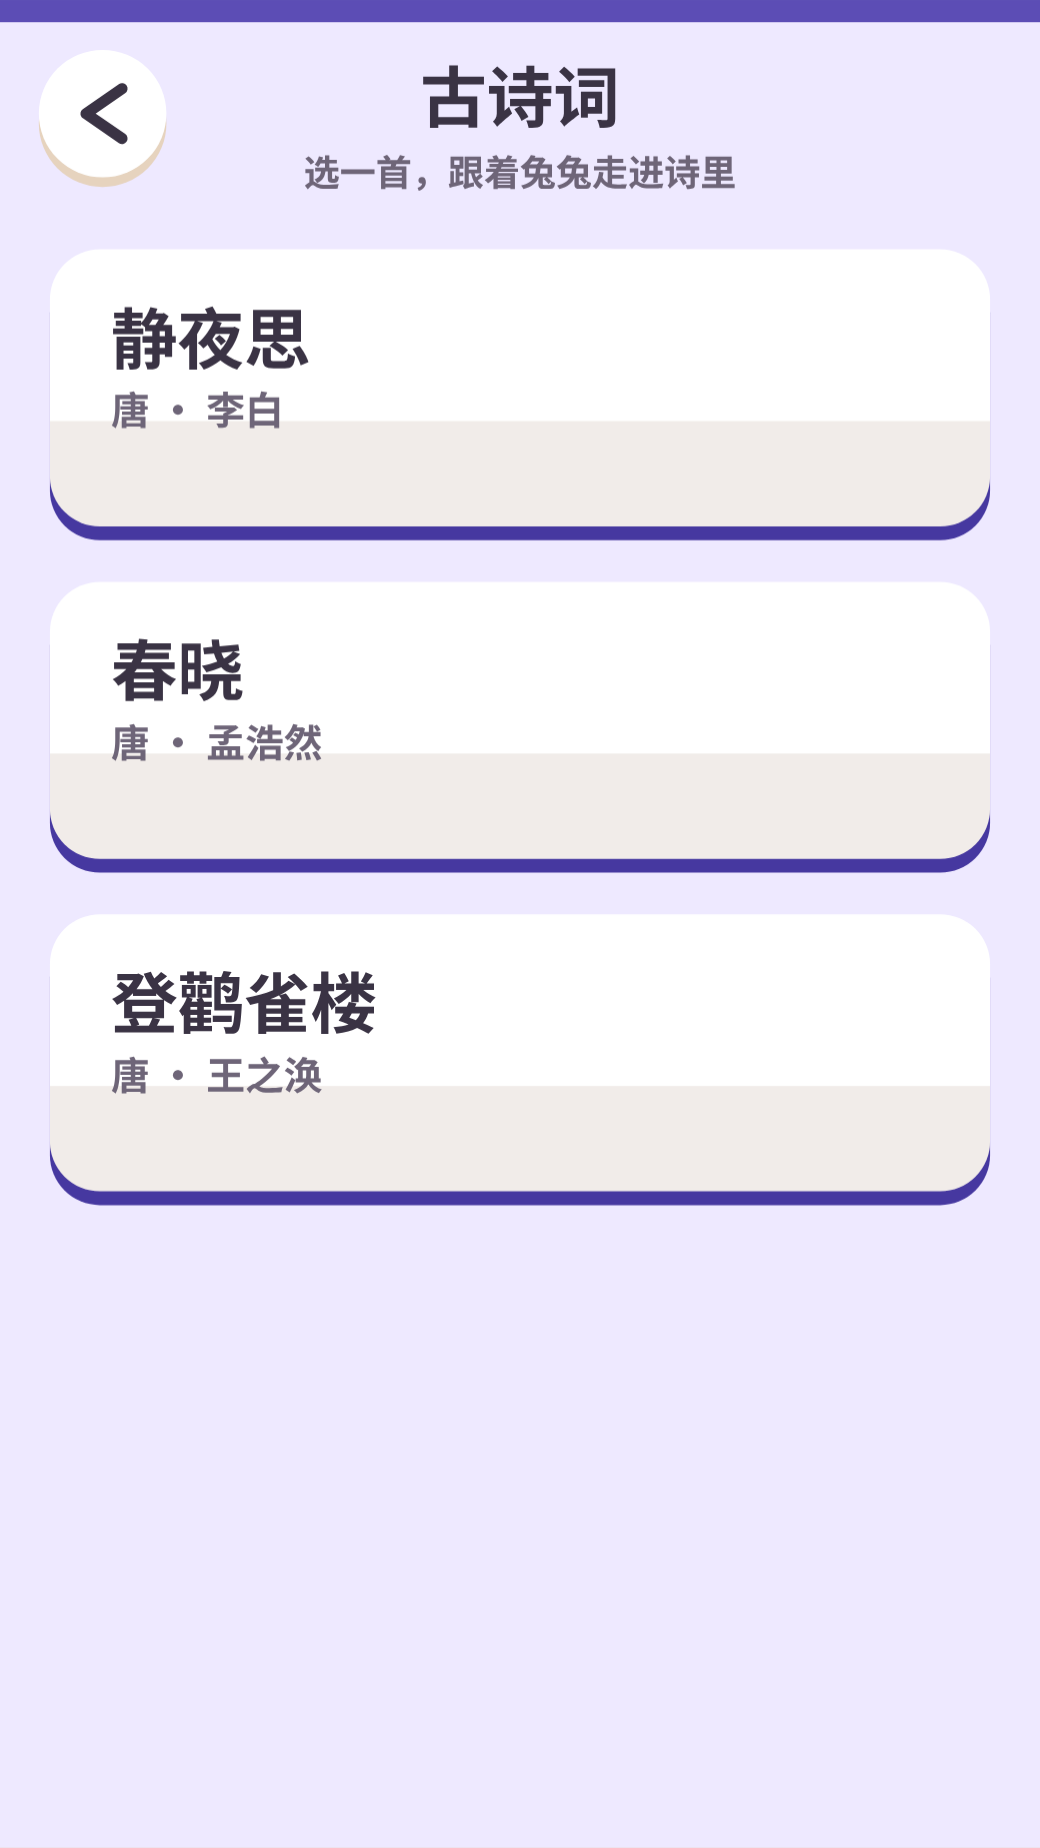 古诗词
选一首，跟着兔兔走进诗里
静夜思
唐 · 李白
春晓
唐 · 孟浩然
登鹳雀楼
唐 · 王之涣